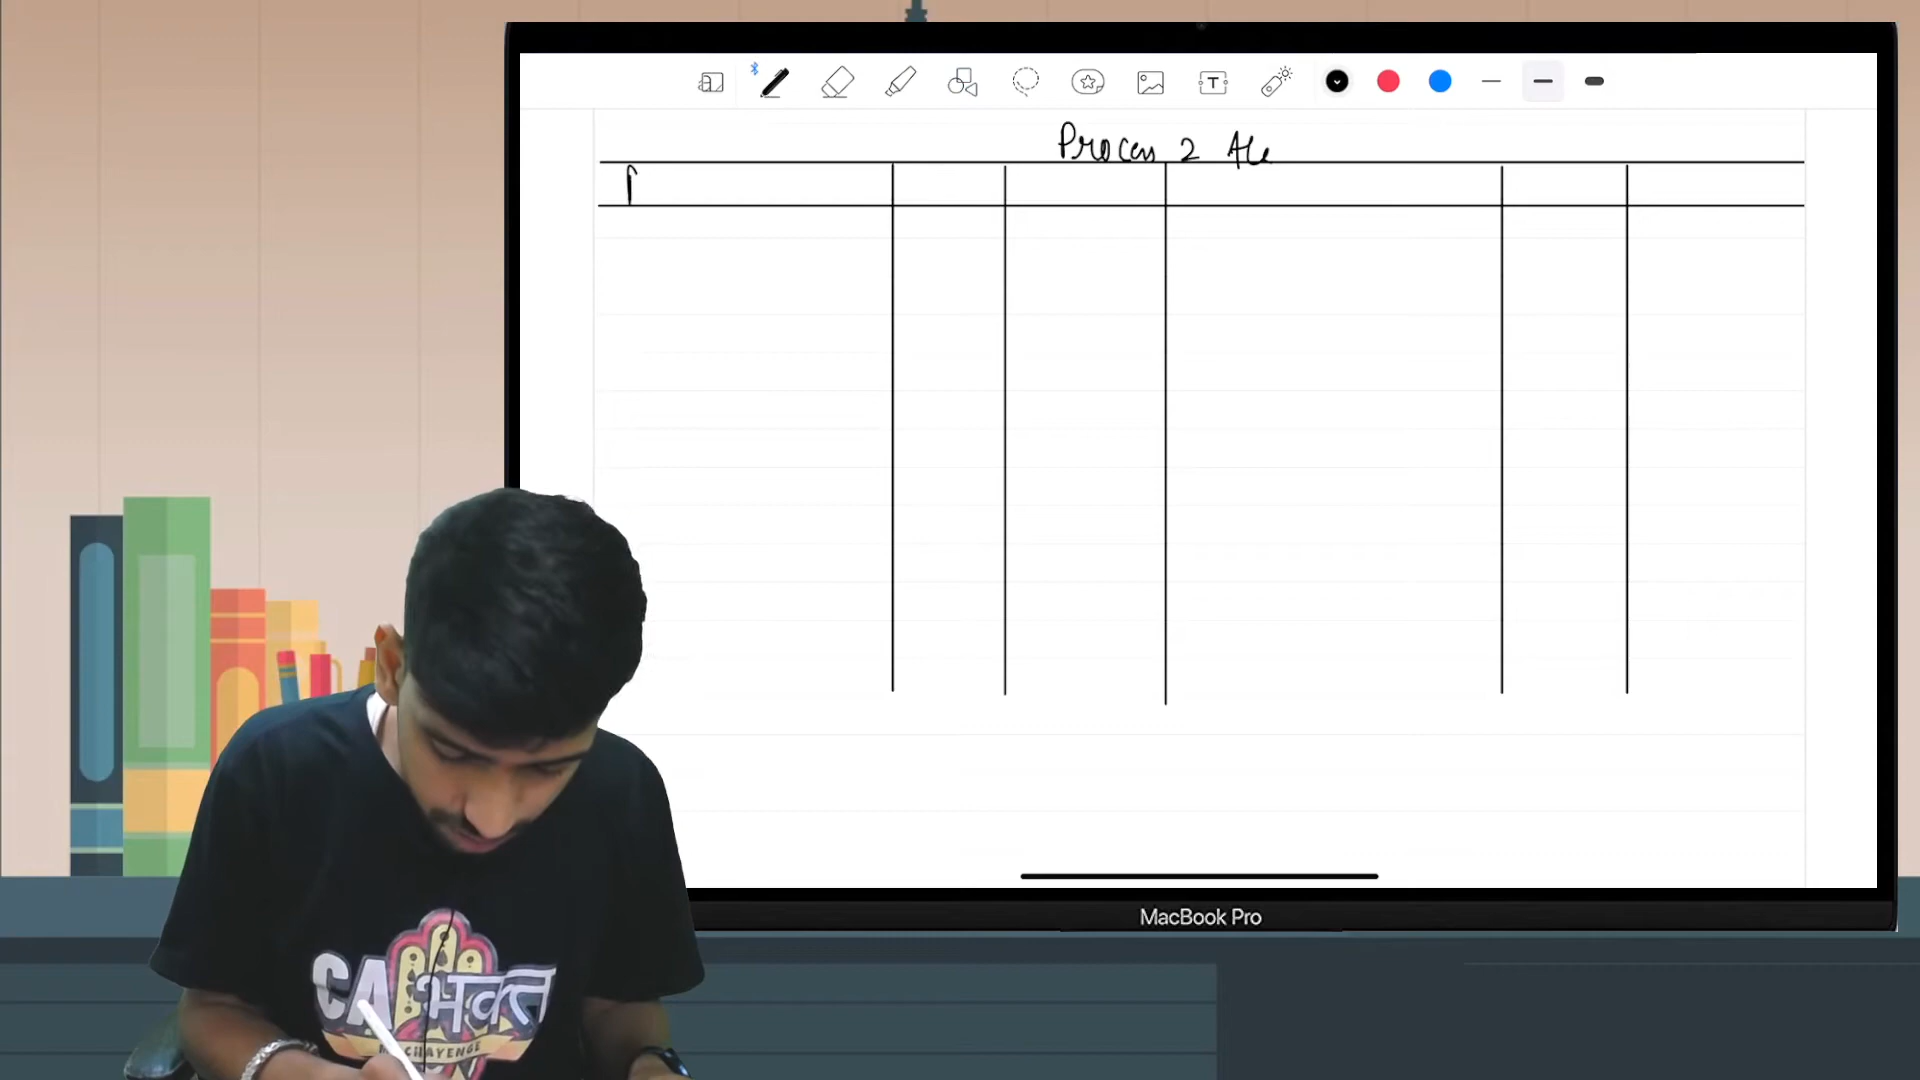 Process 2 A/c
P
MacBook Pro
CA भक्त